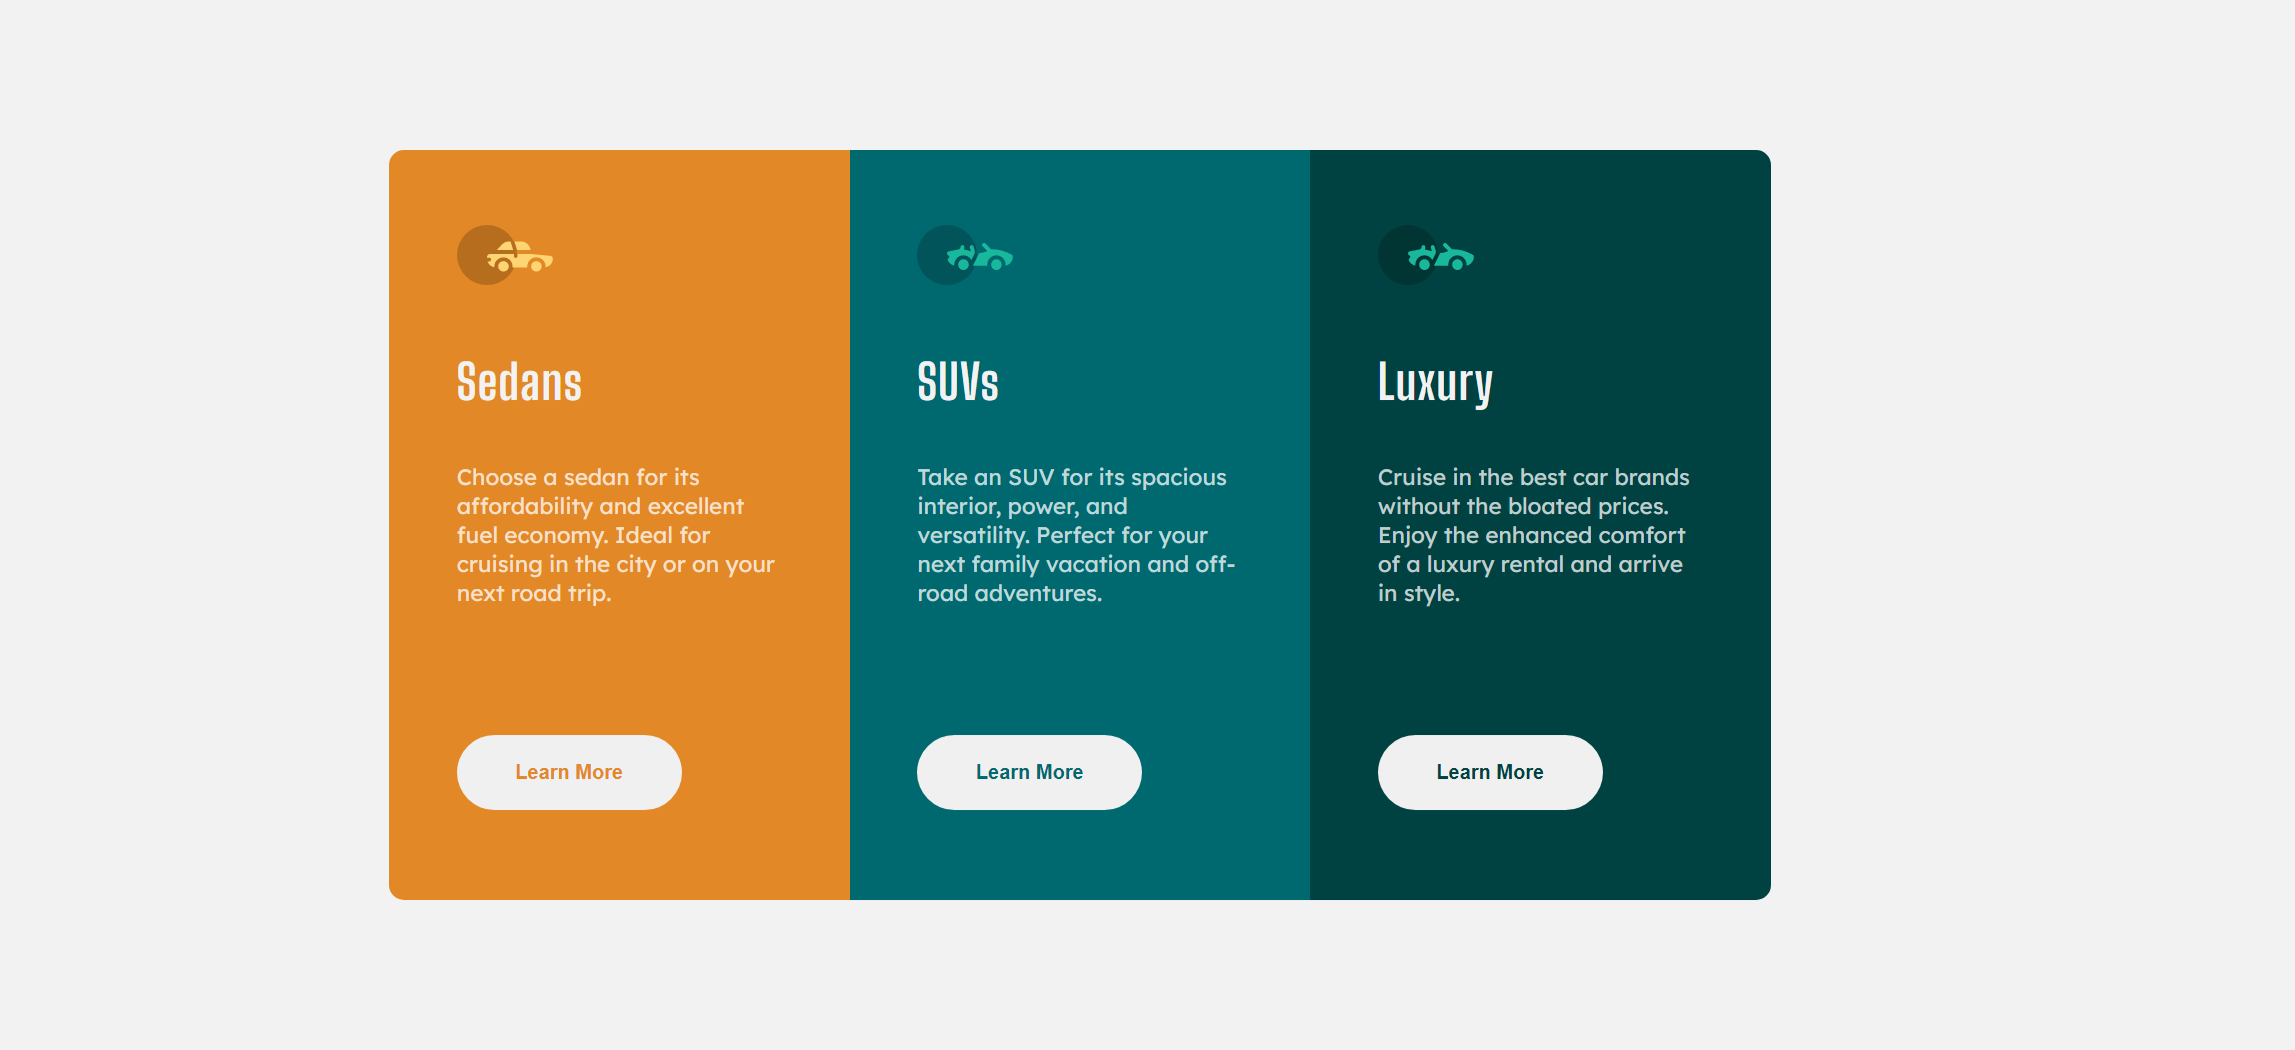 Sedans
Choose a sedan for its
affordability and excellent
fuel economy. Ideal for
cruising in the city or on your
next road trip.
Learn More
SUVs
Take an SUV for its spacious
interior, power, and
versatility. Perfect for your
next family vacation and off-
road adventures.
Learn More
Luxury
Cruise in the best car brands
without the bloated prices.
Enjoy the enhanced comfort
of a luxury rental and arrive
in style.
Learn More